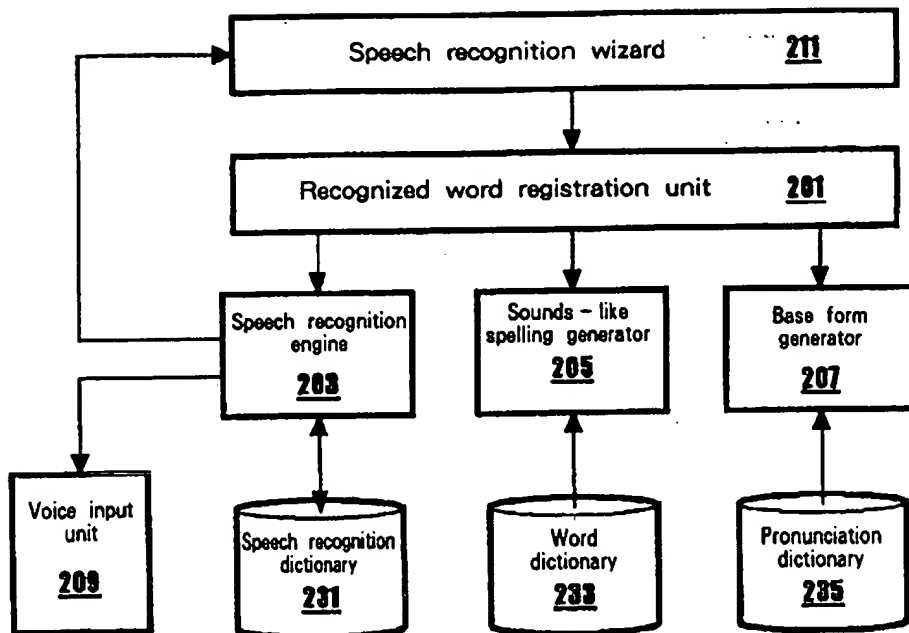 Speech recognition wizard 211
Recognized word registration unit 201
Speech recognition
engine
203
Sounds - like
spelling generator
205
Base form
generator
207
Voice input
unit
209
Speech recognition
dictionary
231
Word
dictionary
233
Pronunciation
dictionary
235